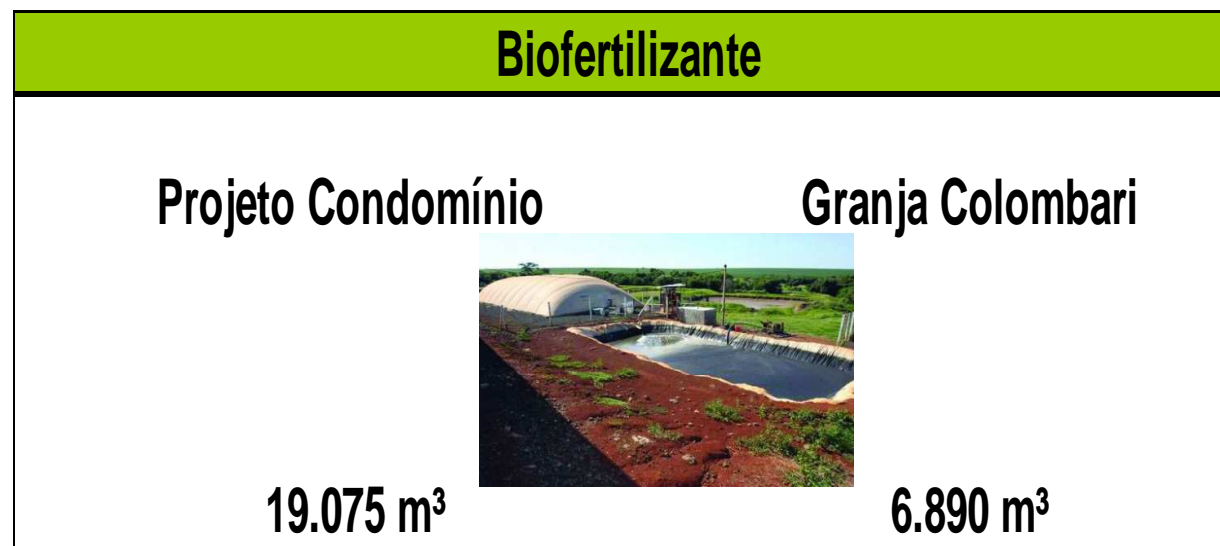 Biofertilizante
Projeto Condomínio
Granja Colombari
19.075 m³
6.890 m³